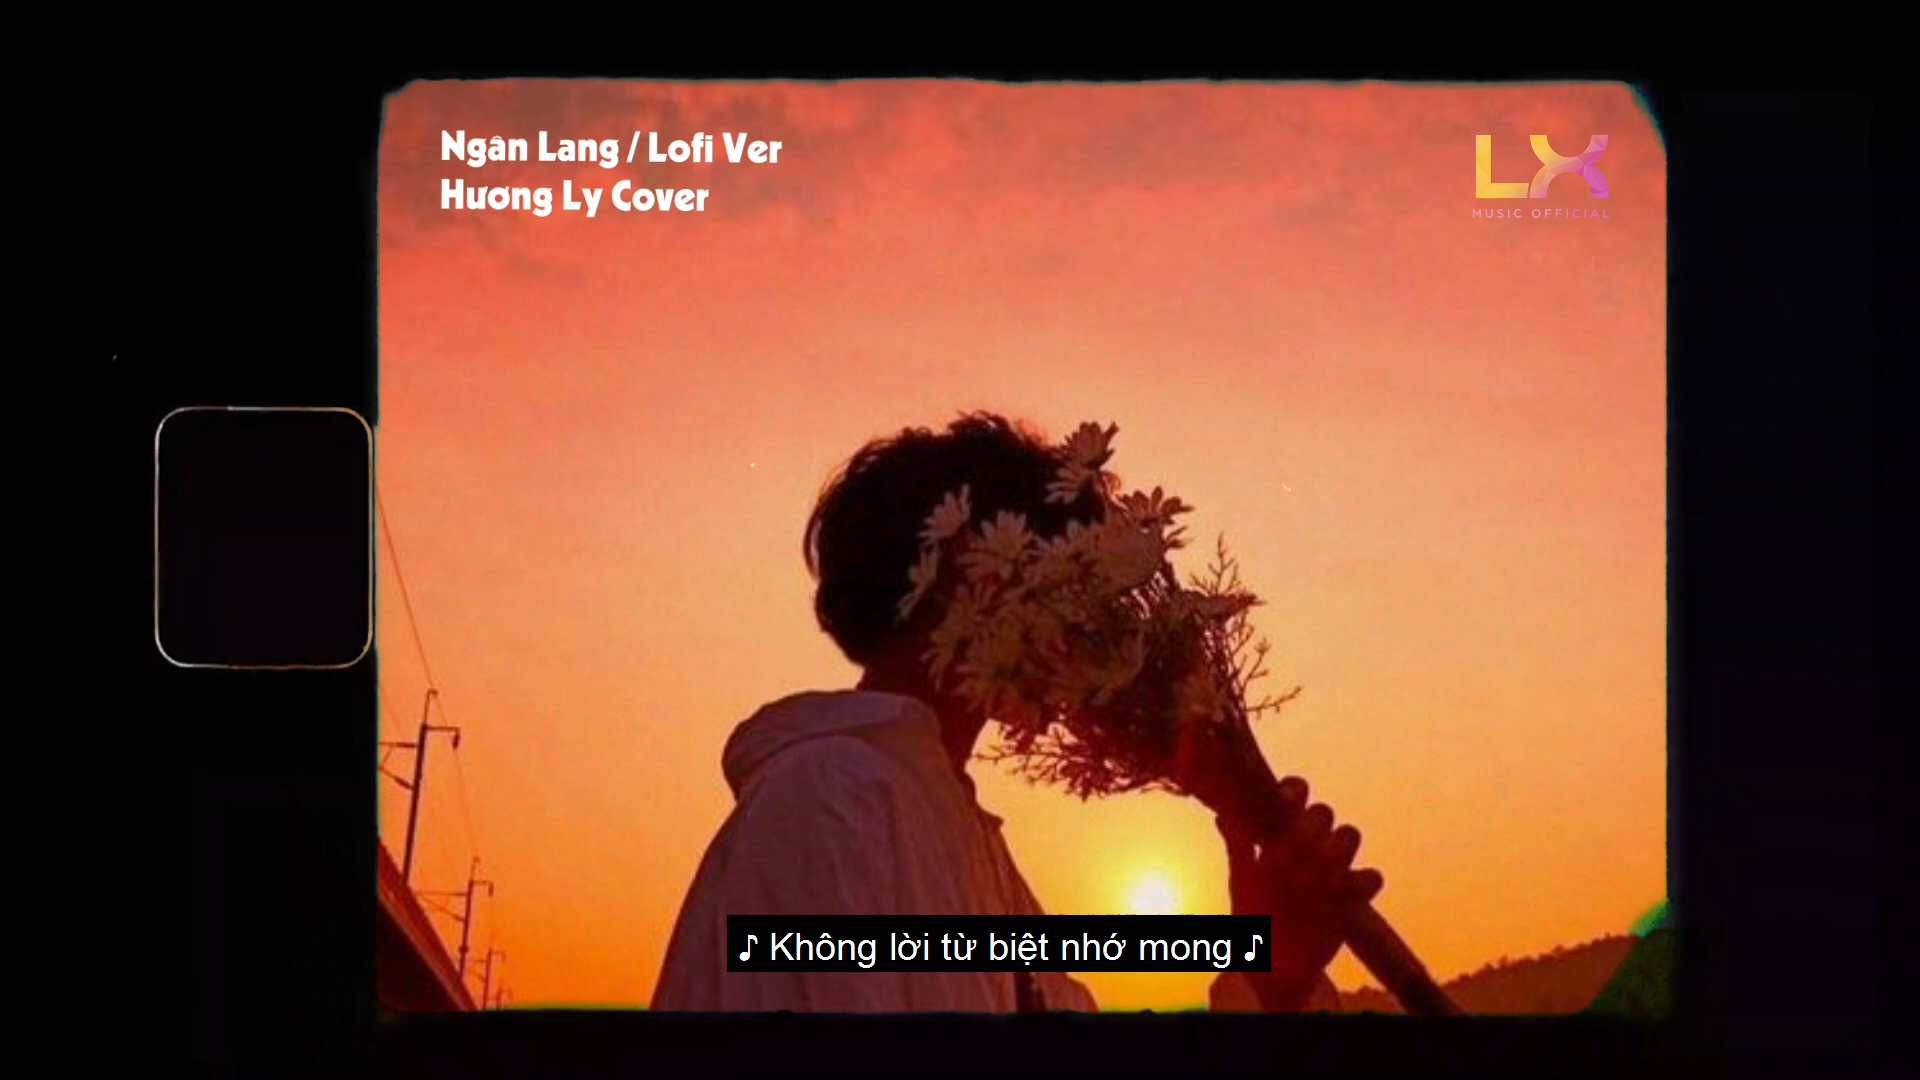 Ngân Lang / Lofi Ver
Hương Ly Cover
LX
MUSIC OFFICIAL
♪ Không lời từ biệt nhớ mong ♪